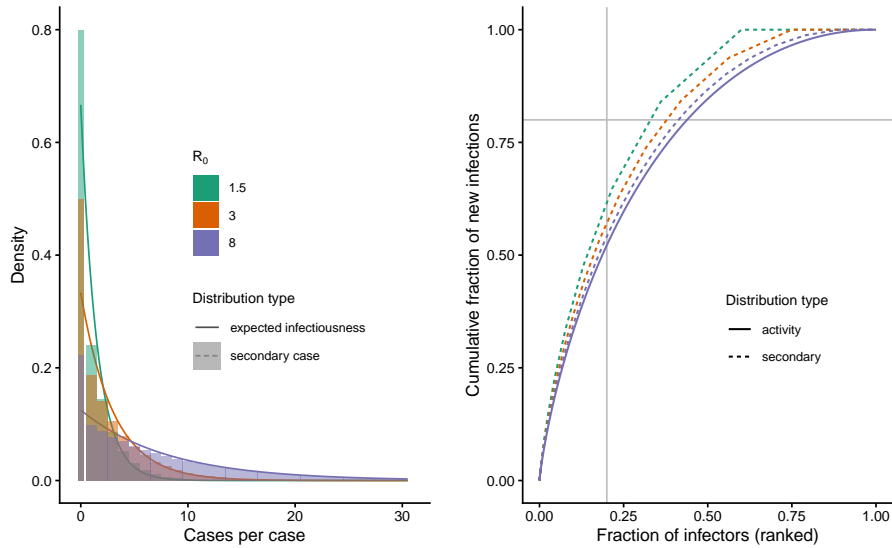 0.8
0.6
0.4
0.2
0.0
Density
0
10
20
30
Cases per case
R0
1.5
3
8
Distribution type
expected infectiousness
secondary case
1.00
0.75
0.50
0.25
0.00
Cumulative fraction of new infections
0.00
0.25
0.50
0.75
1.00
Fraction of infectors (ranked)
Distribution type
activity
secondary